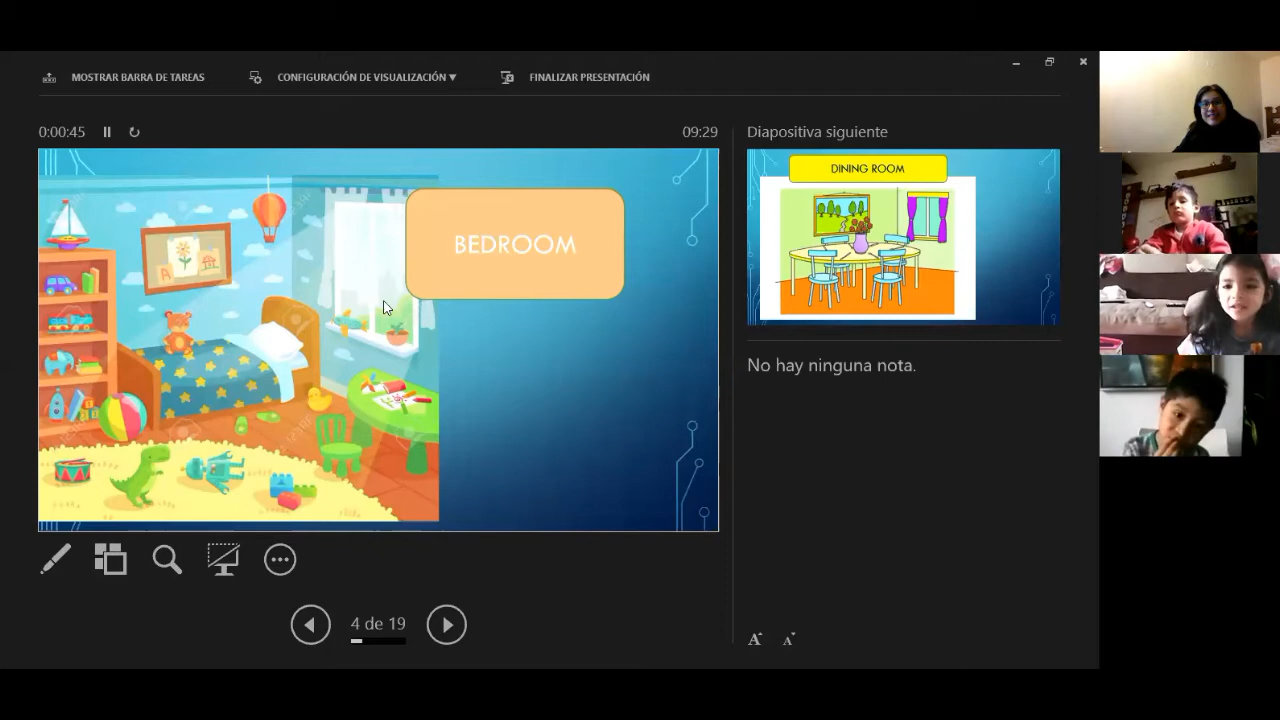 MOSTRAR BARRA DE TAREAS
CONFIGURACIÓN DE VISUALIZACIÓN ▼
FINALIZAR PRESENTACIÓN
0:00:45
09:29
Diapositiva siguiente
BEDROOM
A
DINING ROOM
No hay ninguna nota.
4 de 19
A A